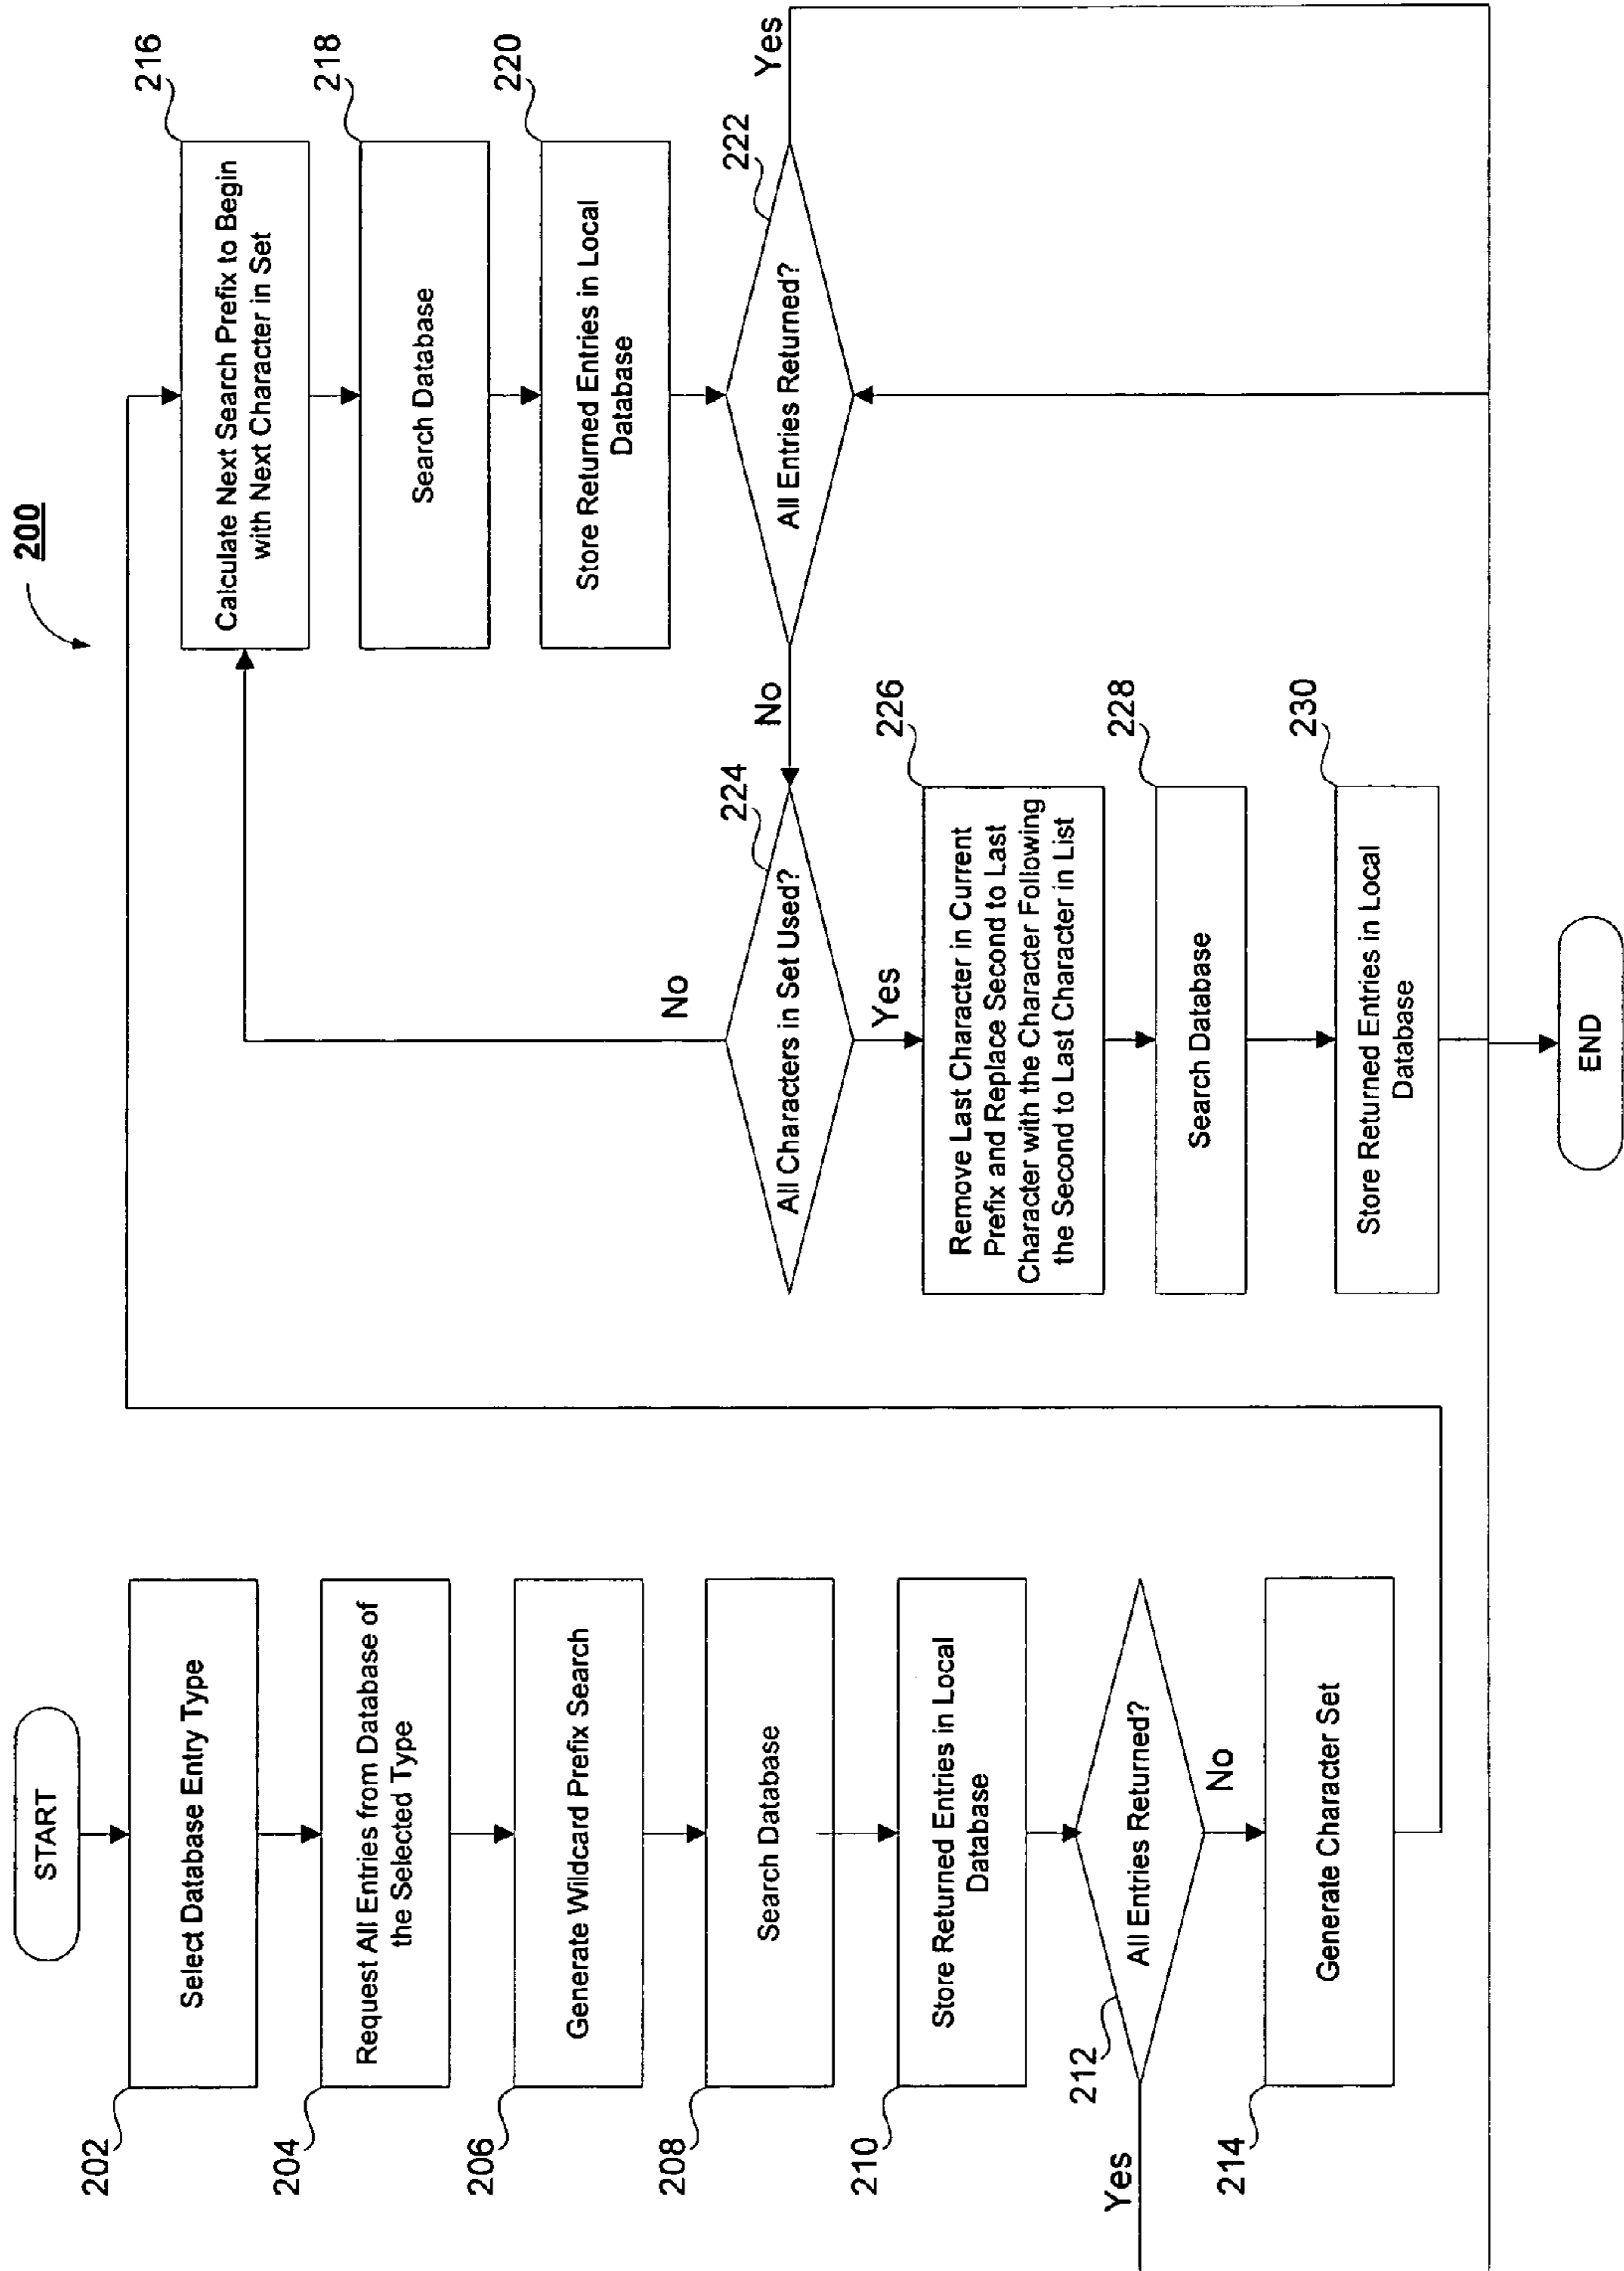 200
START
202
Select Database Entry Type
204
Request All Entries from Database of
the Selected Type
206
Generate Wildcard Prefix Search
208
Search Database
210
Store Returned Entries in Local
Database
212
All Entries Returned?
Yes
No
214
Generate Character Set
216
Calculate Next Search Prefix to Begin
with Next Character in Set
218
Search Database
220
Store Returned Entries in Local
Database
222
All Entries Returned?
Yes
No
224
All Characters in Set Used?
No
Yes
226
Remove Last Character in Current
Prefix and Replace Second to Last
Character with the Character Following
the Second to Last Character in List
228
Search Database
230
Store Returned Entries in Local
Database
END